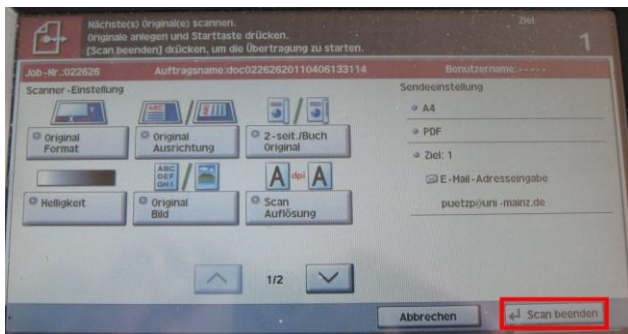 Nächste(s) Original(e) scannen.
Originale anlegen und Starttaste drücken.
[Scan beenden] drücken, um die Übertragung zu starten.
Ziel
1
Job-Nr.:022626
Auftragsname:doc02262620110406133114
Benutzername:-----
Scanner-Einstellung
Sendeeinstellung
ABC
Original
Format
Original
Ausrichtung
2-seit./Buch
Original
A4
PDF
Ziel: 1
ABC
DEF
GHI
A dpi A
E-Mail-Adresseingabe
puetzp@uni-mainz.de
Helligkeit
Original
Bild
Scan
Auflösung
1/2
Abbrechen
Scan beenden